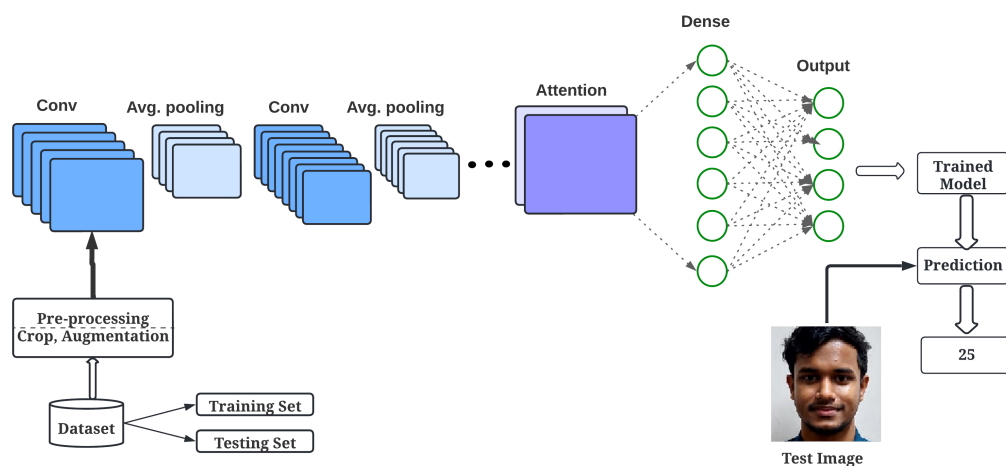 Dense
Output
Conv
Avg. pooling
Conv
Avg. pooling
Attention
Trained
Model
Prediction
25
Pre-processing
Crop, Augmentation
Dataset
Training Set
Testing Set
Test Image